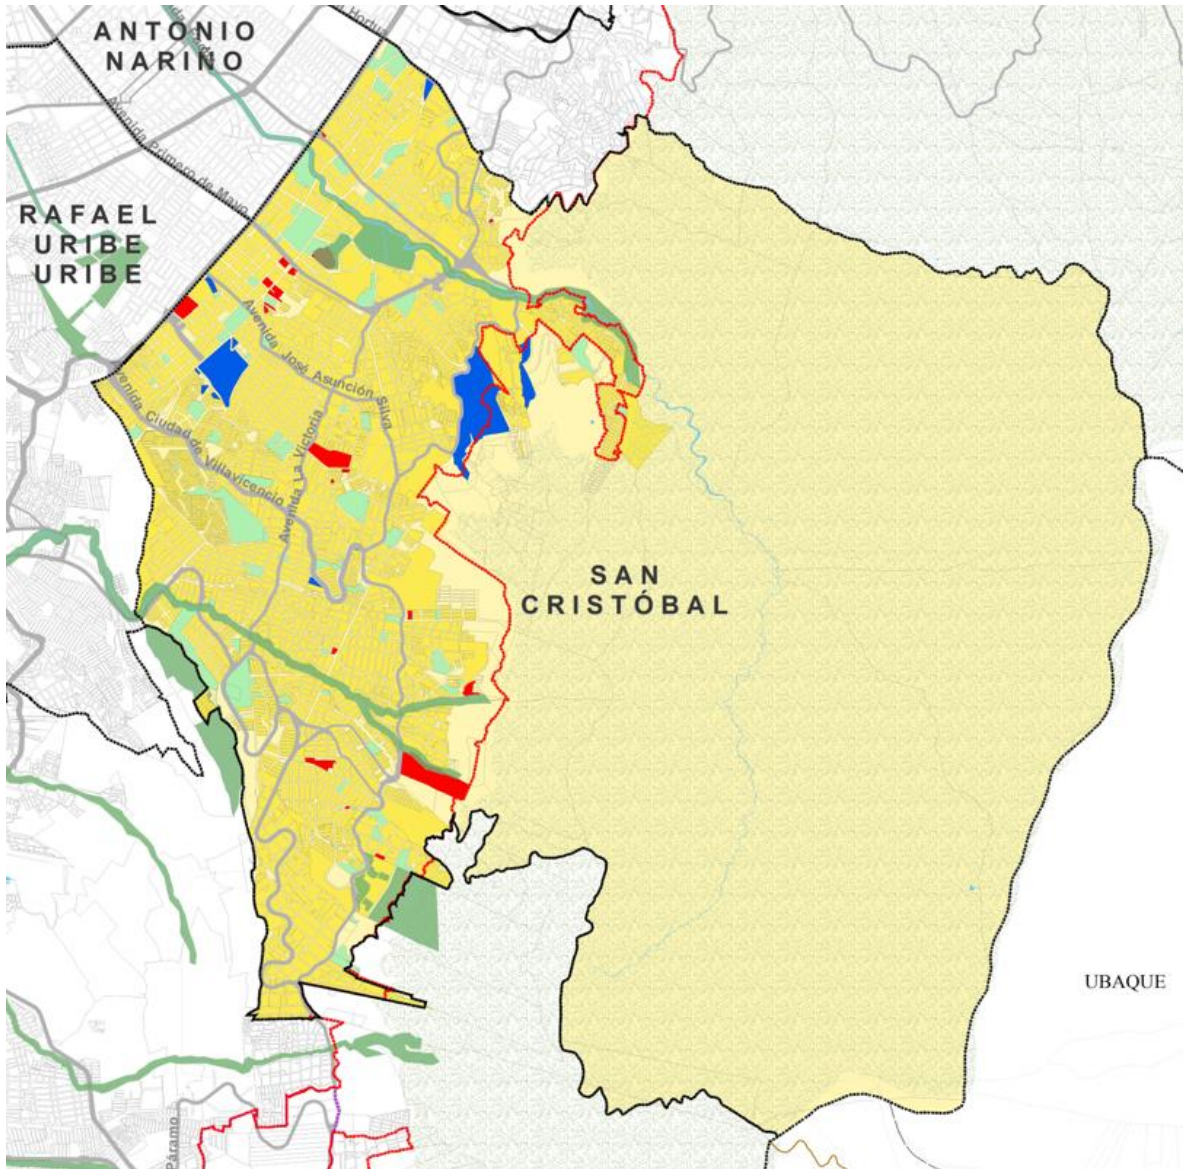 ANTONIO
NARIÑO
Avenida Primero de Mayo
RAFAEL
URIBE
URIBE
Avenida José Asunción Silva
Avenida Ciudad de Villavicencio
Avenida La Victoria
SAN
CRISTÓBAL
UBAQUE
Páramo